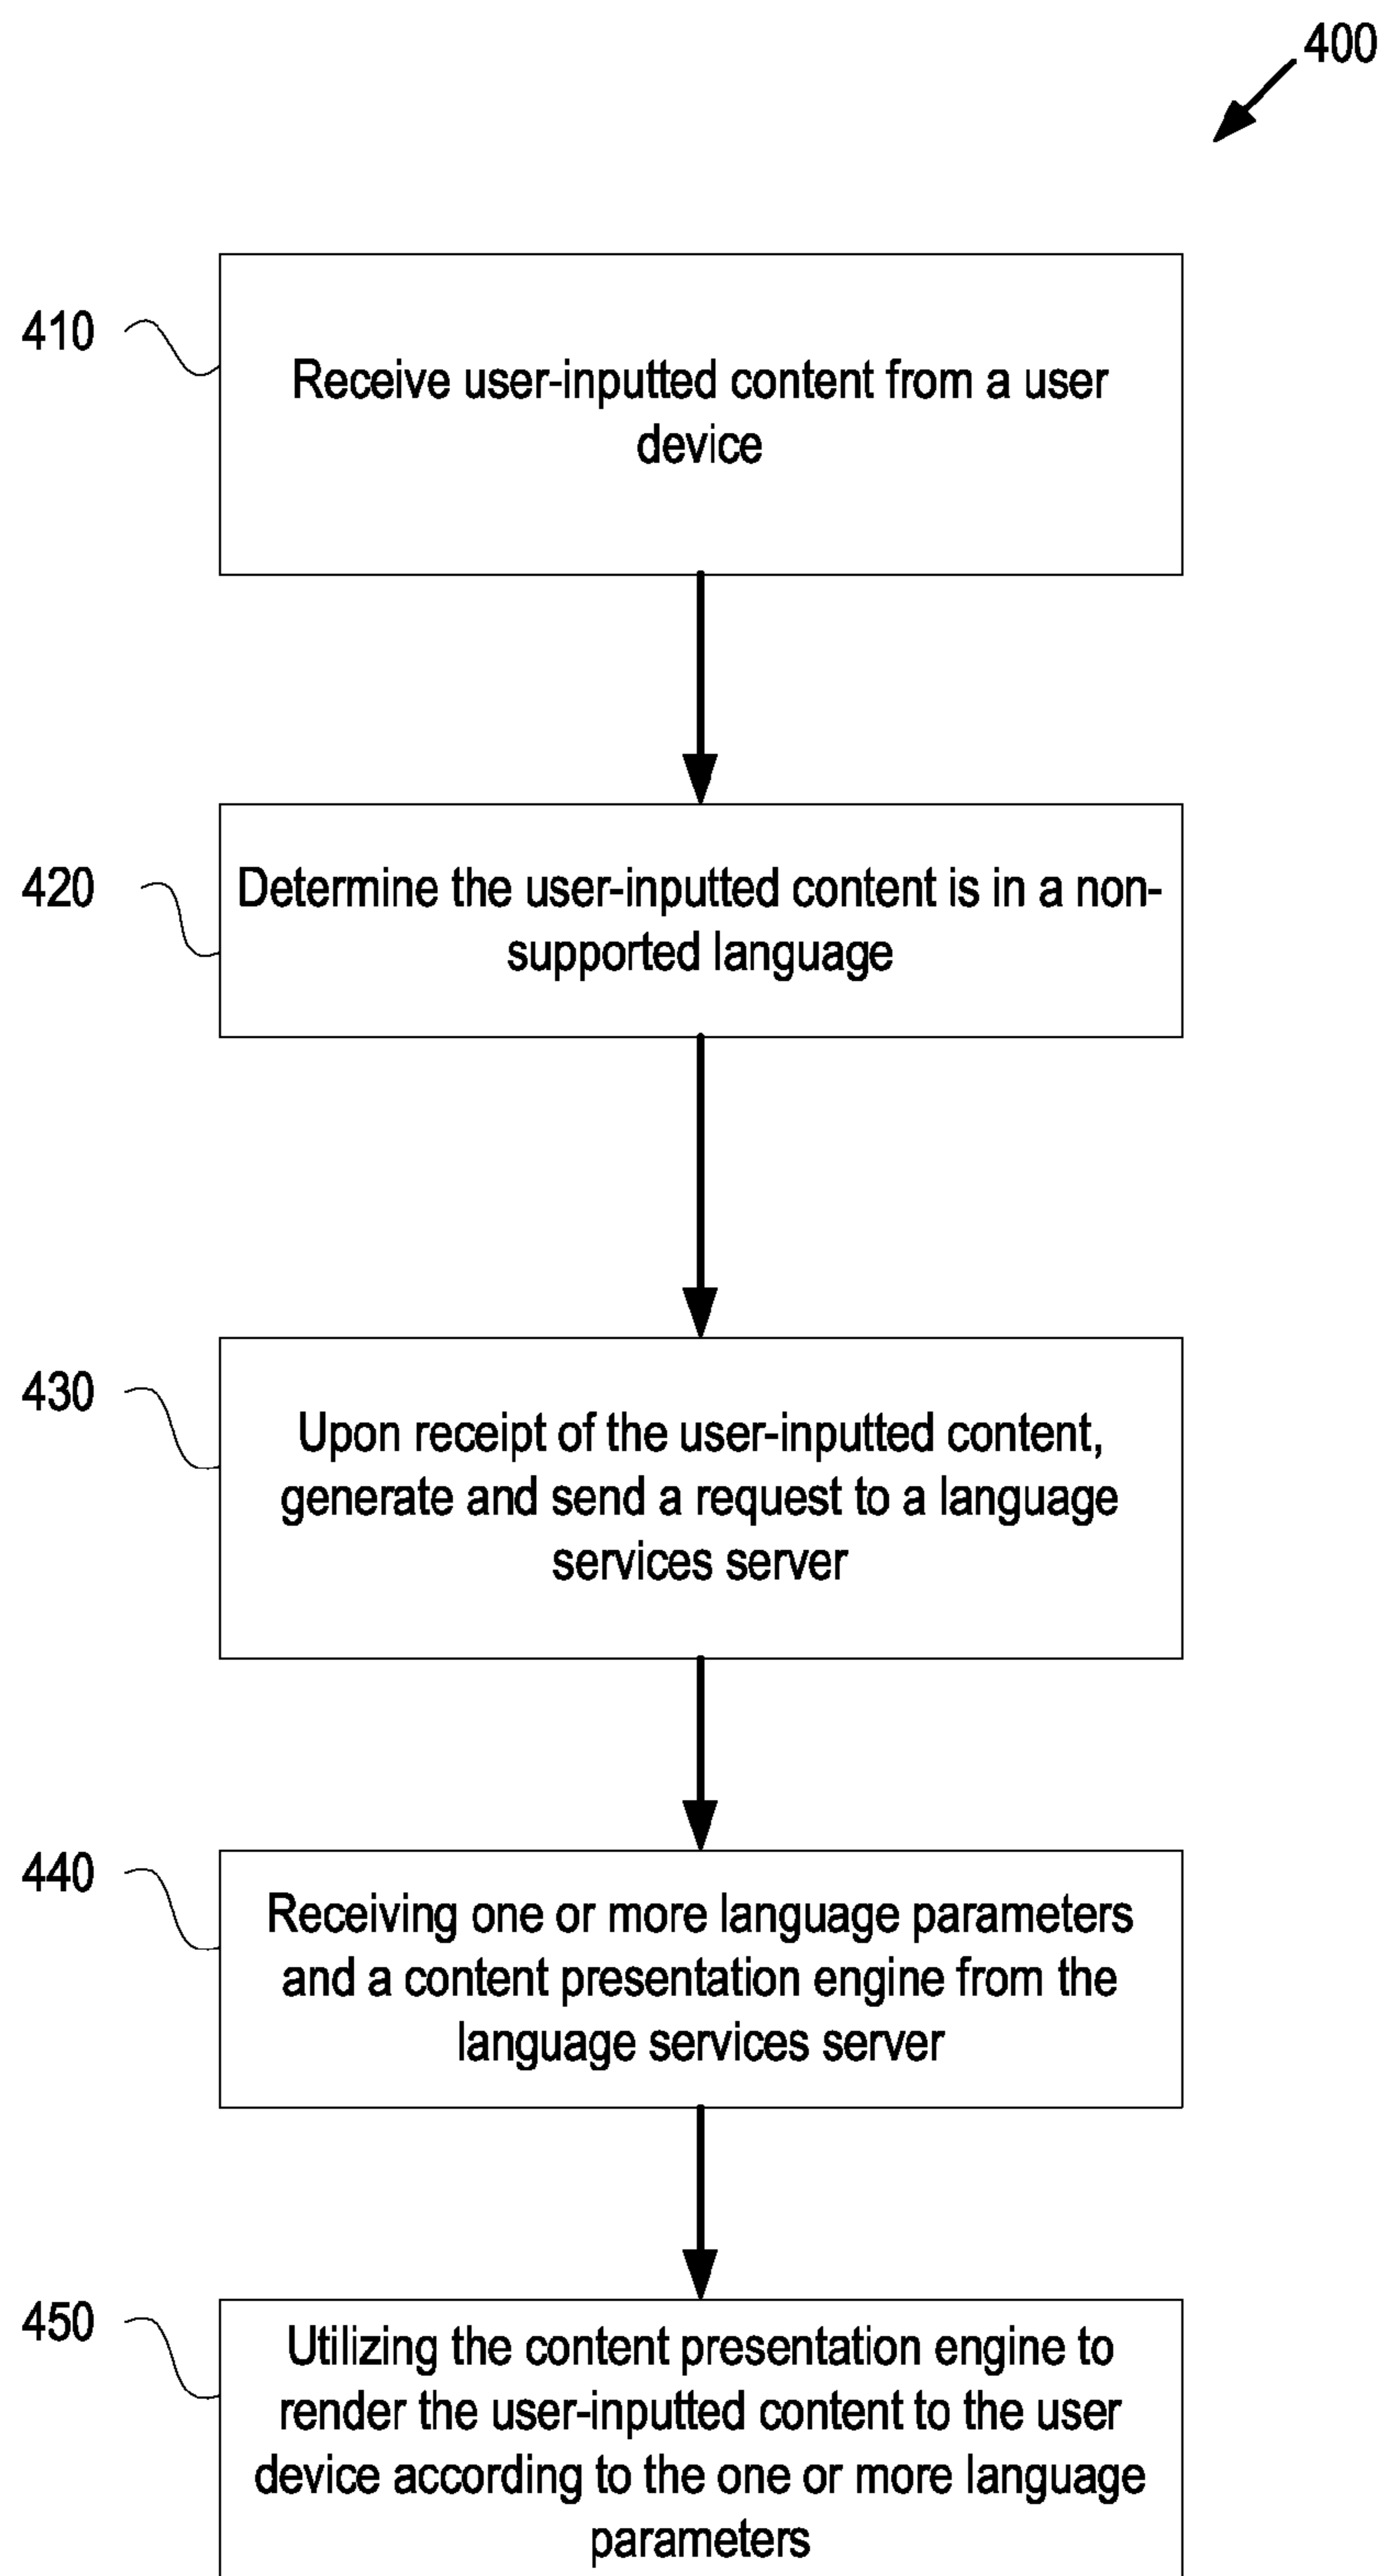 400
410
Receive user-inputted content from a user
device
420
Determine the user-inputted content is in a non-
supported language
430
Upon receipt of the user-inputted content,
generate and send a request to a language
services server
440
Receiving one or more language parameters
and a content presentation engine from the
language services server
450
Utilizing the content presentation engine to
render the user-inputted content to the user
device according to the one or more language
parameters